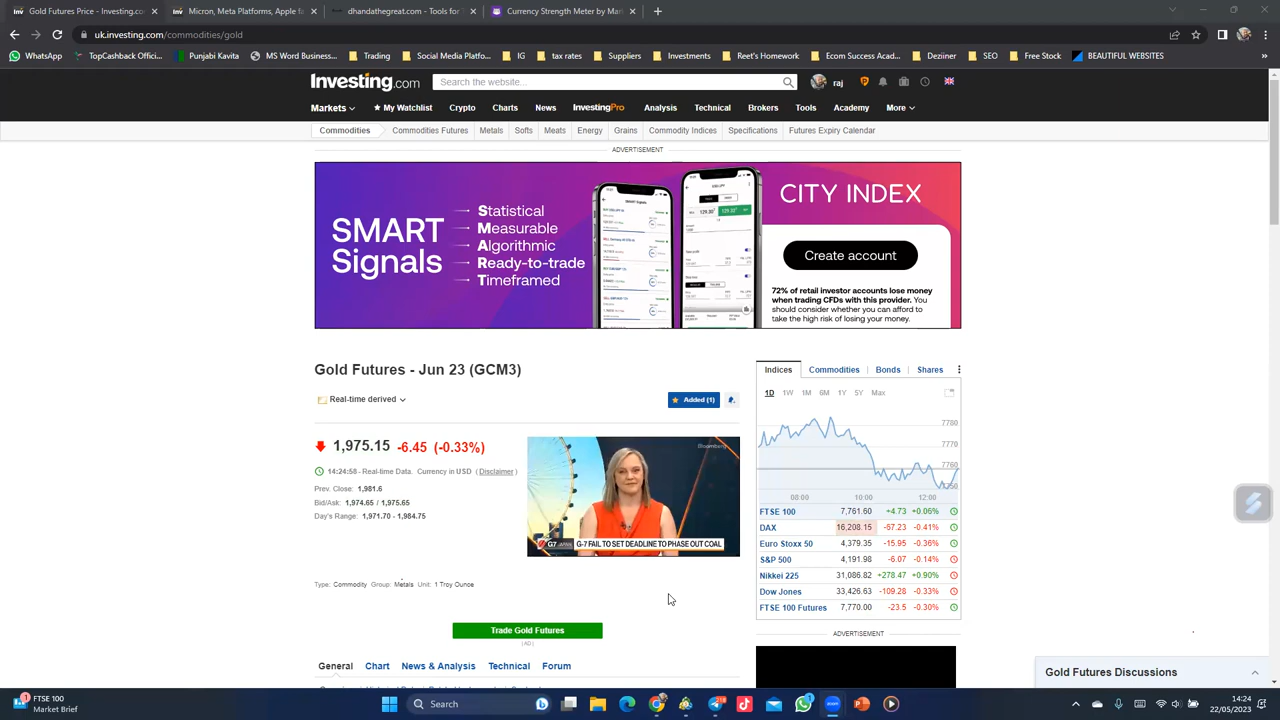 Gold Futures Price - Investing.c
Micron, Meta Platforms, Apple
Metagenics
Metagenics Metabolism Energy by Ma
uk.investing.com/commodities/gold
WhatsApp
TopCashback Offici...
Punjabi Kavita
MS Word Business...
Trading
Social Media Platfo...
IG
tax rates
Suppliers
Investments
Reet's Homework
Ecom Success Acad...
Deziiner
SEO
Free Stock
BEAUTIFUL WEBSITES
»
Investing.com
Search the website...
raj
Markets
My Watchlist
Crypto
Charts
News
InvestingPro
Analysis
Technical
Brokers
Tools
Academy
More
Commodities
Commodities Futures
Metals
Softs
Meats
Energy
Grains
Commodity Indices
Specifications
Futures Expiry Calendar
ADVERTISEMENT
SMART Signals
Statistical
Measurable
Algorithmic
Ready-to-trade
Timeframed
CITY INDEX
Create account
72% of retail investor accounts lose money
when trading CFDs with this provider. You
should consider whether you can afford to
take the high risk of losing your money.
Gold Futures - Jun 23 (GCM3)
Real-time derived
Added (1)
1,975.15 -6.45 (-0.33%)
14:24:58 - Real-time Data. Currency in USD ( Disclaimer )
Prev. Close: 1,981.6
Bid/Ask: 1,974.65 / 1,975.65
Day's Range: 1,971.70 - 1,984.75
Bloomberg
G7 JAPAN G-7 FAIL TO SET DEADLINE TO PHASE OUT COAL
Type: Commodity Group: Metals Unit: 1 Troy Ounce
Trade Gold Futures
(AD)
General
Chart
News & Analysis
Technical
Forum
Indices
Commodities
Bonds
Shares
1D 1W 1M 6M 1Y 5Y Max
7780
7770
7760
7750
08:00 10:00 12:00
FTSE 100 7,761.60 +4.73 +0.06%
DAX 16,208.15 -67.23 -0.41%
Euro Stoxx 50 4,379.35 -15.95 -0.36%
S&P 500 4,191.98 -6.07 -0.14%
Nikkei 225 31,086.82 +278.47 +0.90%
Dow Jones 33,426.63 -109.28 -0.33%
FTSE 100 Futures 7,770.00 -23.5 -0.30%
ADVERTISEMENT
Gold Futures Discussions
1
FTSE 100
Market Brief
Search
zoom
14:24
22/05/2023